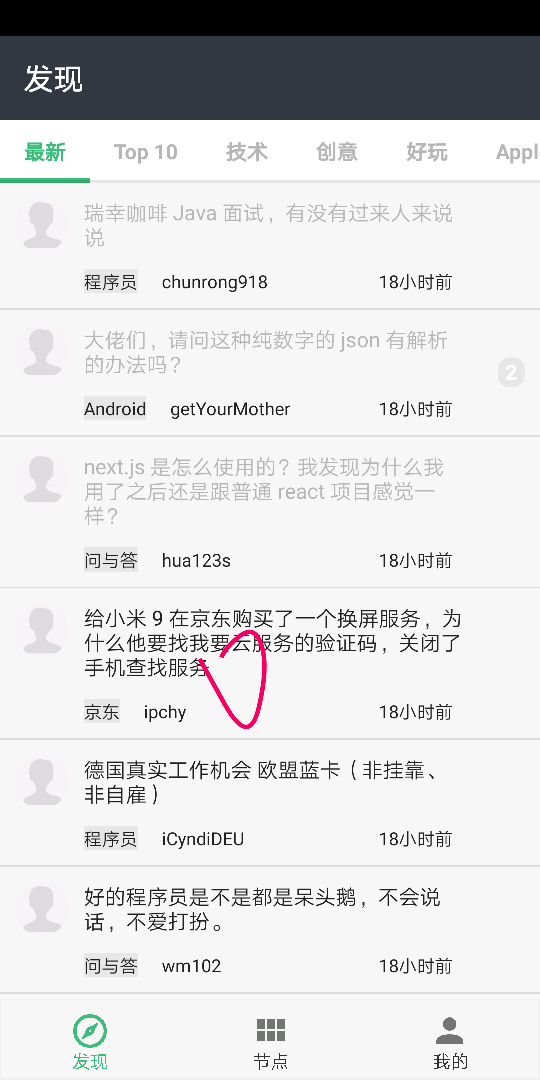 发现
最新 Top 10 技术 创意 好玩 Appl
瑞幸咖啡 Java 面试，有没有过来人来说
说
程序员 chunrong918 18小时前
大佬们，请问这种纯数字的 json 有解析
的办法吗？
2
Android getYourMother 18小时前
next.js 是怎么使用的？我发现为什么我
用了之后还是跟普通 react 项目感觉一
样？
问与答 hua123s 18小时前
给小米 9 在京东购买了一个换屏服务，为
什么他要找我要云服务的验证码，关闭了
手机查找服务
京东 ipchy 18小时前
德国真实工作机会 欧盟蓝卡（非挂靠、
非自雇）
程序员 iCyndiDEU 18小时前
好的程序员是不是都是呆头鹅，不会说
话，不爱打扮。
问与答 wm102 18小时前
发现 节点 我的